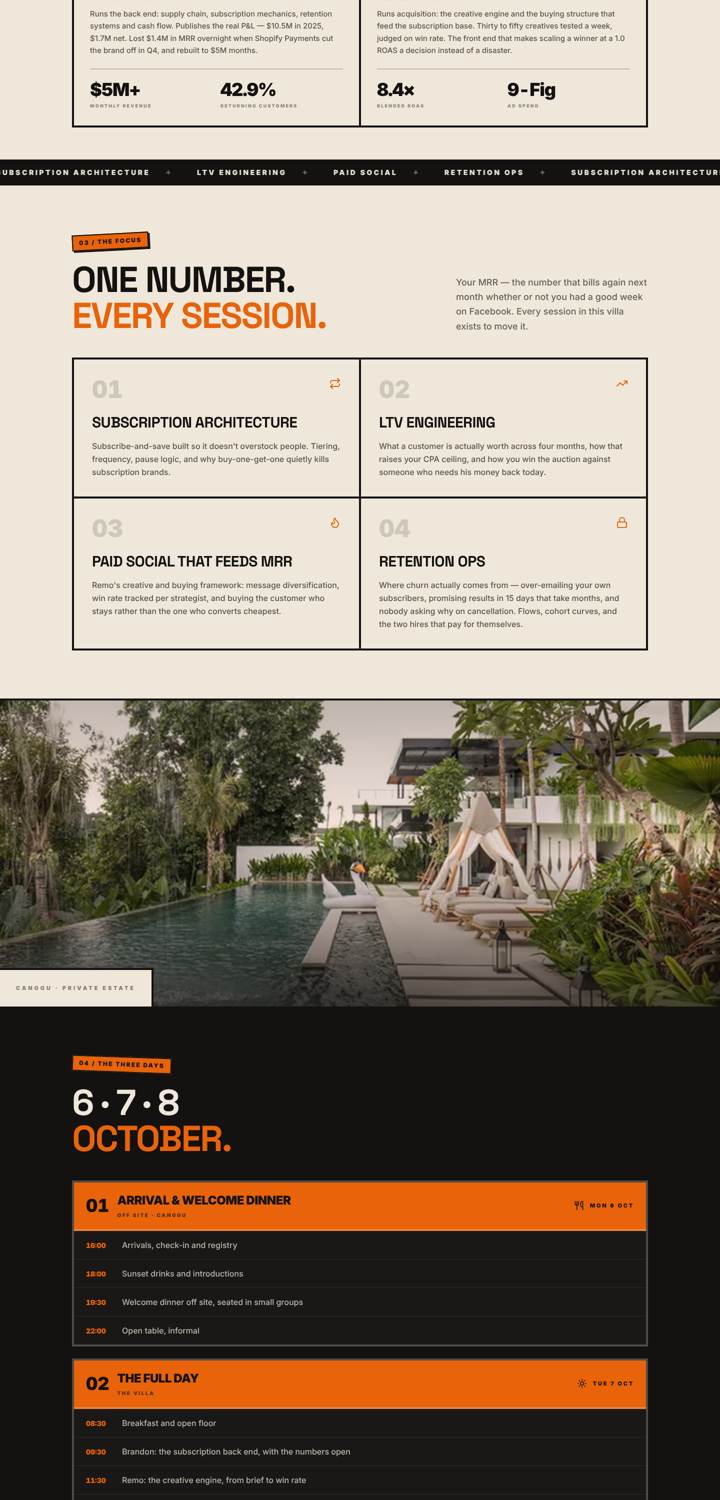 Runs the back end: supply chain, subscription mechanics, retention
systems and cash flow. Publishes the real P&L — $10.5M in 2025,
$1.7M net. Lost $1.4M in MRR overnight when Shopify Payments cut
the brand off in Q4, and rebuilt to $5M months.
$5M+
MONTHLY REVENUE
42.9%
RETURNING CUSTOMERS
Runs acquisition: the creative engine and the buying structure that
feed the subscription base. Thirty to fifty creatives tested a week,
judged on win rate. The front end that makes scaling a winner at a 1.0
ROAS a decision instead of a disaster.
8.4×
BLENDED ROAS
9-Fig
AD SPEND
SUBSCRIPTION ARCHITECTURE + LTV ENGINEERING + PAID SOCIAL + RETENTION OPS + SUBSCRIPTION ARCHITECTURE
03 / THE FOCUS
ONE NUMBER.
EVERY SESSION.
Your MRR — the number that bills again next
month whether or not you had a good week
on Facebook. Every session in this villa
exists to move it.
01
SUBSCRIPTION ARCHITECTURE
Subscribe-and-save built so it doesn't overstock people. Tiering,
frequency, pause logic, and why buy-one-get-one quietly kills
subscription brands.
02
LTV ENGINEERING
What a customer is actually worth across four months, how that
raises your CPA ceiling, and how you win the auction against
someone who needs his money back today.
03
PAID SOCIAL THAT FEEDS MRR
Remo's creative and buying framework: message diversification,
win rate tracked per strategist, and buying the customer who
stays rather than the one who converts cheapest.
04
RETENTION OPS
Where churn actually comes from — over-emailing your own
subscribers, promising results in 15 days that take months, and
nobody asking why on cancellation. Flows, cohort curves, and
the two hires that pay for themselves.
CANGGU · PRIVATE ESTATE
04 / THE THREE DAYS
6·7·8
OCTOBER.
01 ARRIVAL & WELCOME DINNER
OFF SITE · CANGGU
MON 6 OCT
16:00 Arrivals, check-in and registry
18:00 Sunset drinks and introductions
19:30 Welcome dinner off site, seated in small groups
22:00 Open table, informal
02 THE FULL DAY
THE VILLA
TUE 7 OCT
08:30 Breakfast and open floor
09:30 Brandon: the subscription back end, with the numbers open
11:30 Remo: the creative engine, from brief to win rate